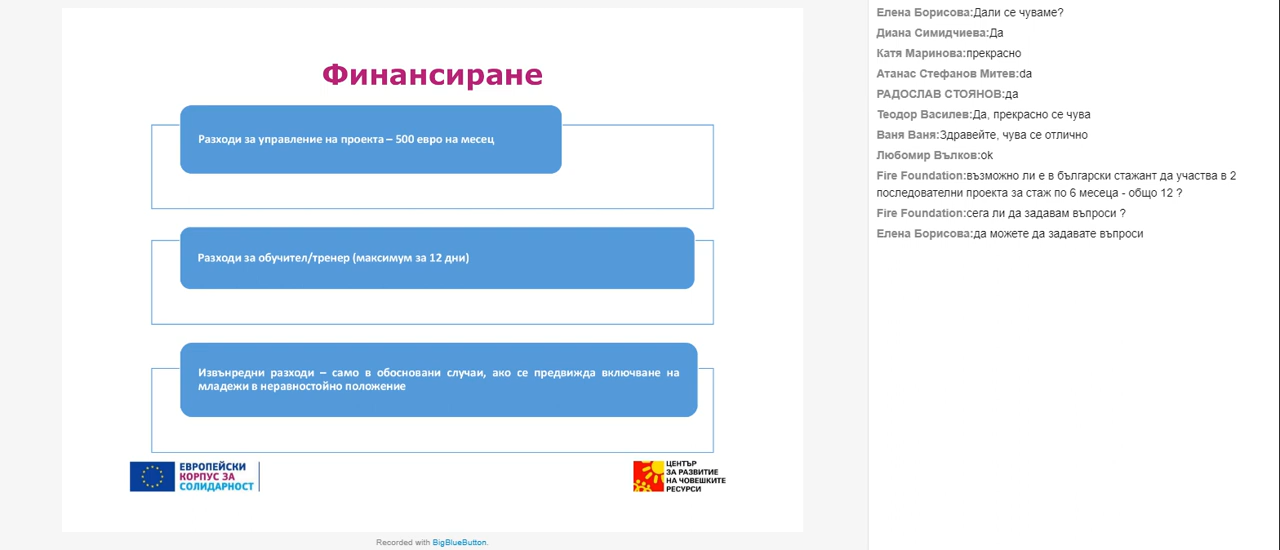 Финансиране
Разходи за управление на проекта – 500 евро на месец
Разходи за обучител/тренер (максимум за 12 дни)
Извънредни разходи – само в обосновани случаи, ако се предвижда включване на
младежи в неравностойно положение
ЕВРОПЕЙСКИ
КОРПУС ЗА
СОЛИДАРНОСТ
ЦЕНТЪР
ЗА РАЗВИТИЕ
НА ЧОВЕШКИТЕ
РЕСУРСИ
Recorded with BigBlueButton.
Елена Борисова:Дали се чуваме?
Диана Симидчиева:Да
Катя Маринова:прекрасно
Атанас Стефанов Митев:da
РАДОСЛАВ СТОЯНОВ:да
Теодор Василев:Да, прекрасно се чува
Ваня Ваня:Здравейте, чува се отлично
Любомир Вълков:ok
Fire Foundation:възможно ли е в български стажант да участва в 2
последователни проекта за стаж по 6 месеца - общо 12 ?
Fire Foundation:сега ли да задавам въпроси ?
Елена Борисова:да можете да задавате въпроси